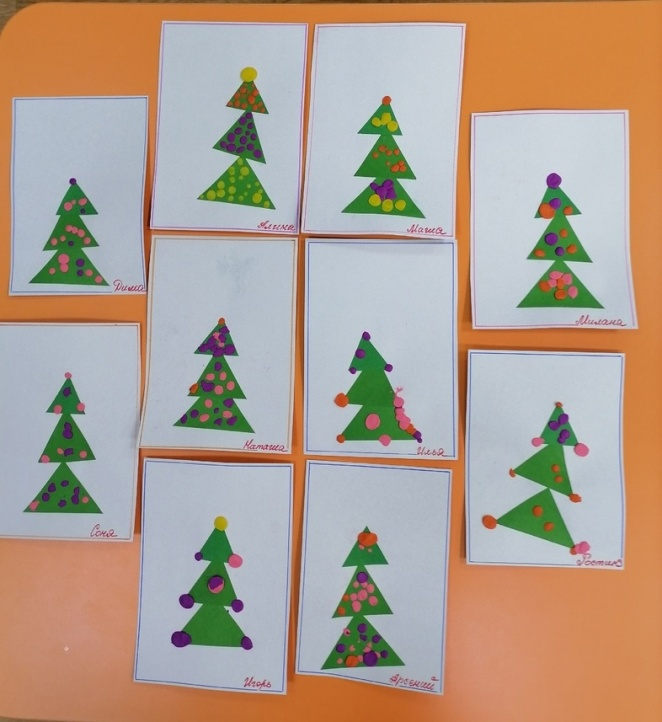 Алина
Маша
Дима
Милана
Наташа
Илья
Соня
Ростик
Игорь
Арсений